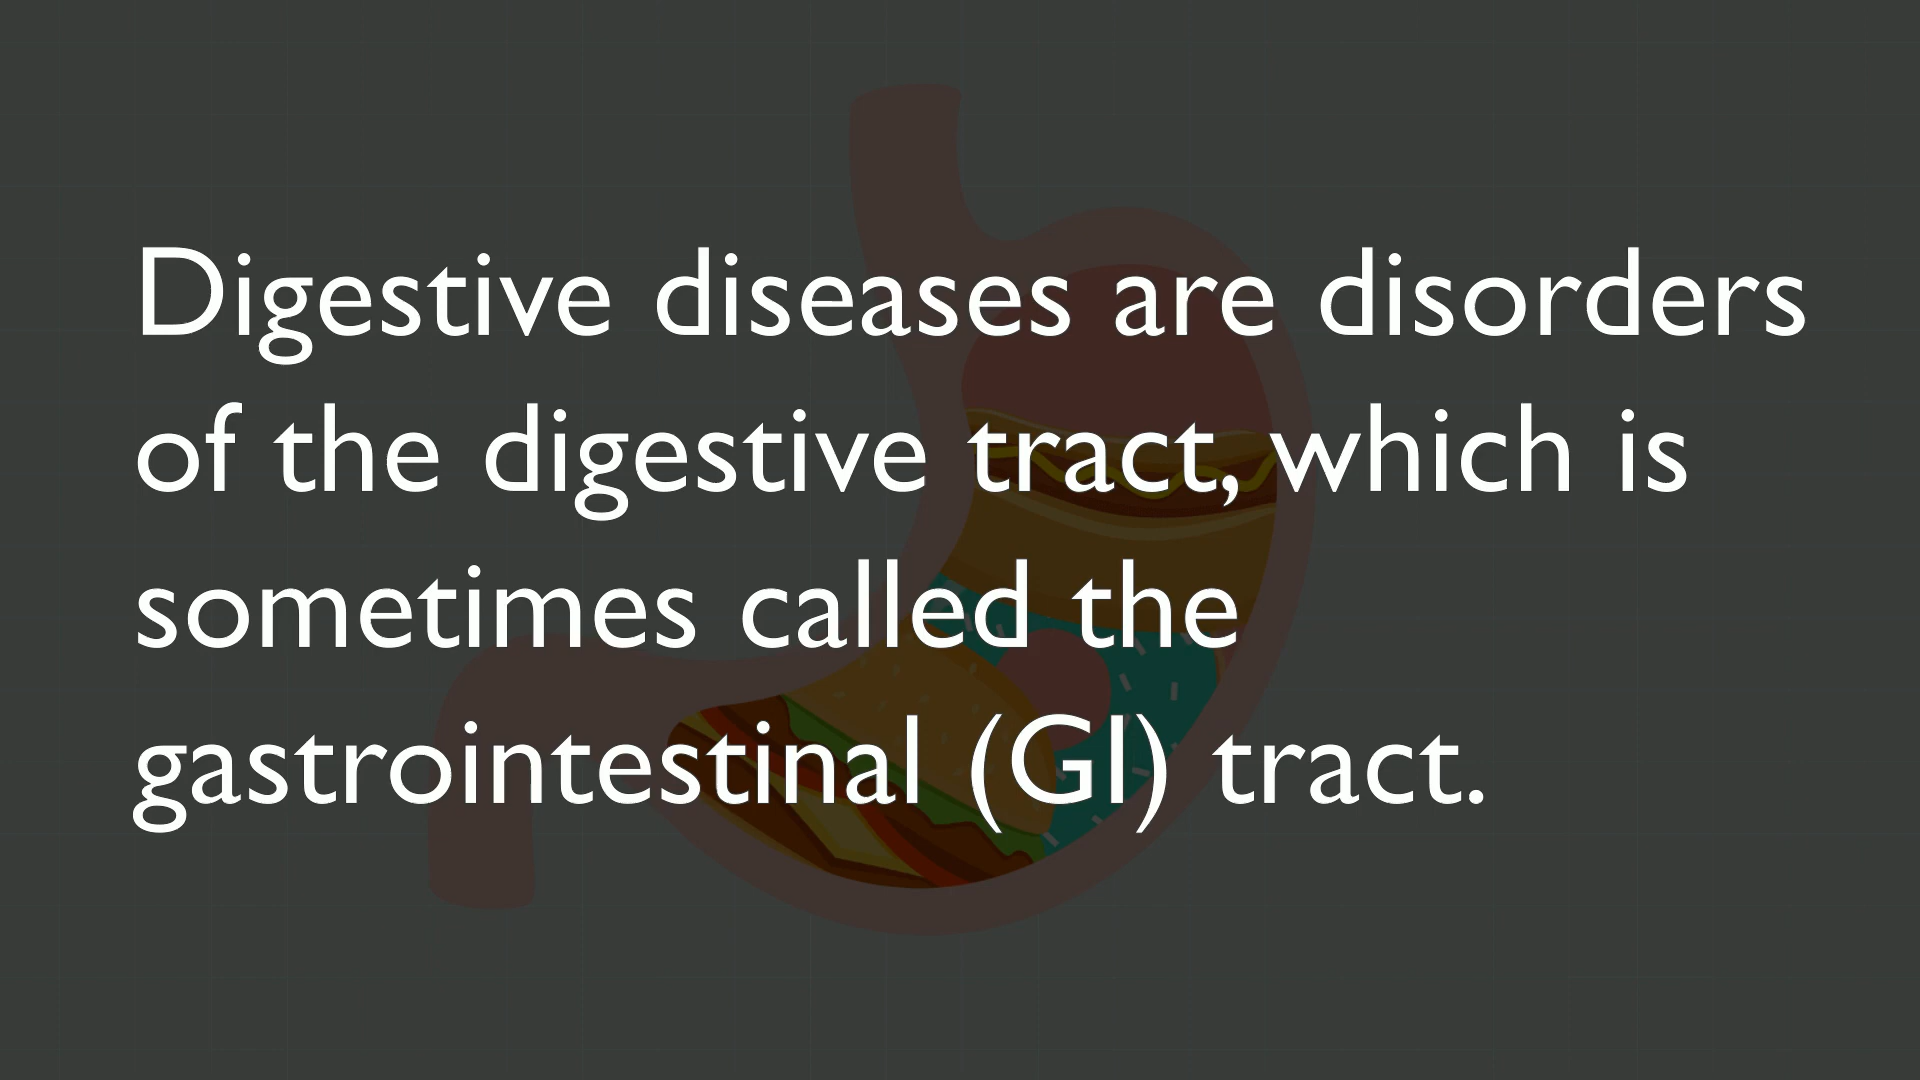 Digestive diseases are disorders
of the digestive tract, which is
sometimes called the
gastrointestinal (GI) tract.